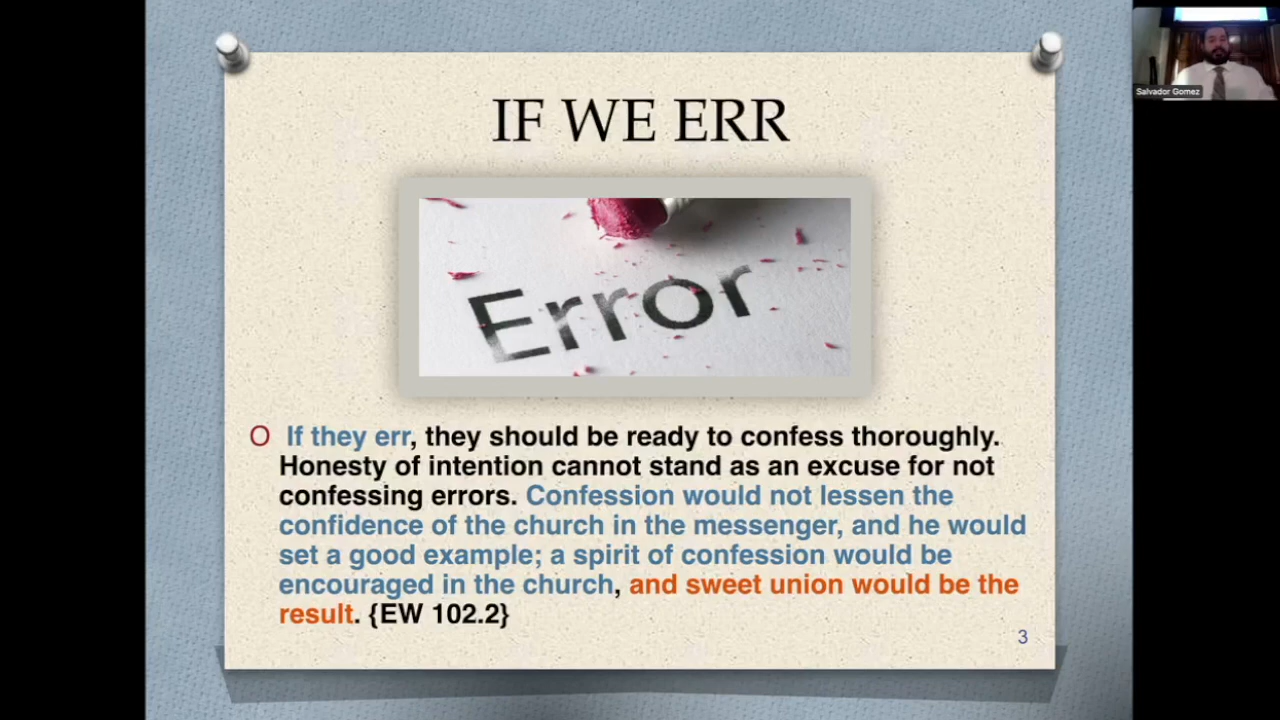 Salvador Gomez
IF WE ERR
Error
O If they err, they should be ready to confess thoroughly.
Honesty of intention cannot stand as an excuse for not
confessing errors. Confession would not lessen the
confidence of the church in the messenger, and he would
set a good example; a spirit of confession would be
encouraged in the church, and sweet union would be the
result. {EW 102.2}
3